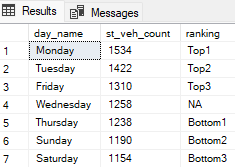 Results Messages
day_name st_veh_count ranking
1 Monday 1534 Top1
2 Tuesday 1422 Top2
3 Friday 1310 Top3
4 Wednesday 1258 NA
5 Thursday 1238 Bottom1
6 Sunday 1190 Bottom2
7 Saturday 1154 Bottom3